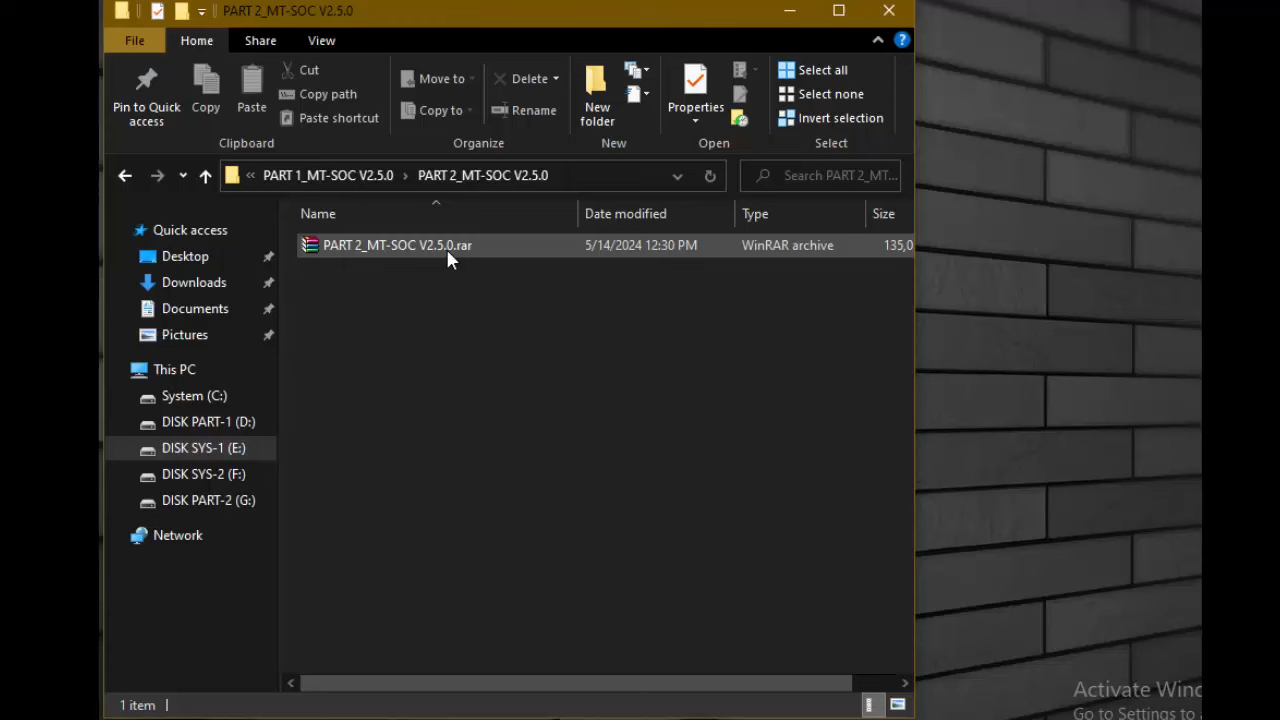 PART 2_MT-SOC V2.5.0
File Home Share View
Pin to Quick access
Copy
Paste
Cut
Copy path
Paste shortcut
Clipboard
Move to
Copy to
Delete
Rename
Organize
New folder
New
Properties
Open
Select all
Select none
Invert selection
Select
« PART 1_MT-SOC V2.5.0 › PART 2_MT-SOC V2.5.0
Search PART 2_MT...
Name Date modified Type Size
PART 2_MT-SOC V2.5.0.rar 5/14/2024 12:30 PM WinRAR archive 135,0
Quick access
Desktop
Downloads
Documents
Pictures
This PC
System (C:)
DISK PART-1 (D:)
DISK SYS-1 (E:)
DISK SYS-2 (F:)
DISK PART-2 (G:)
Network
1 item
Activate Winc
Go to Settings to